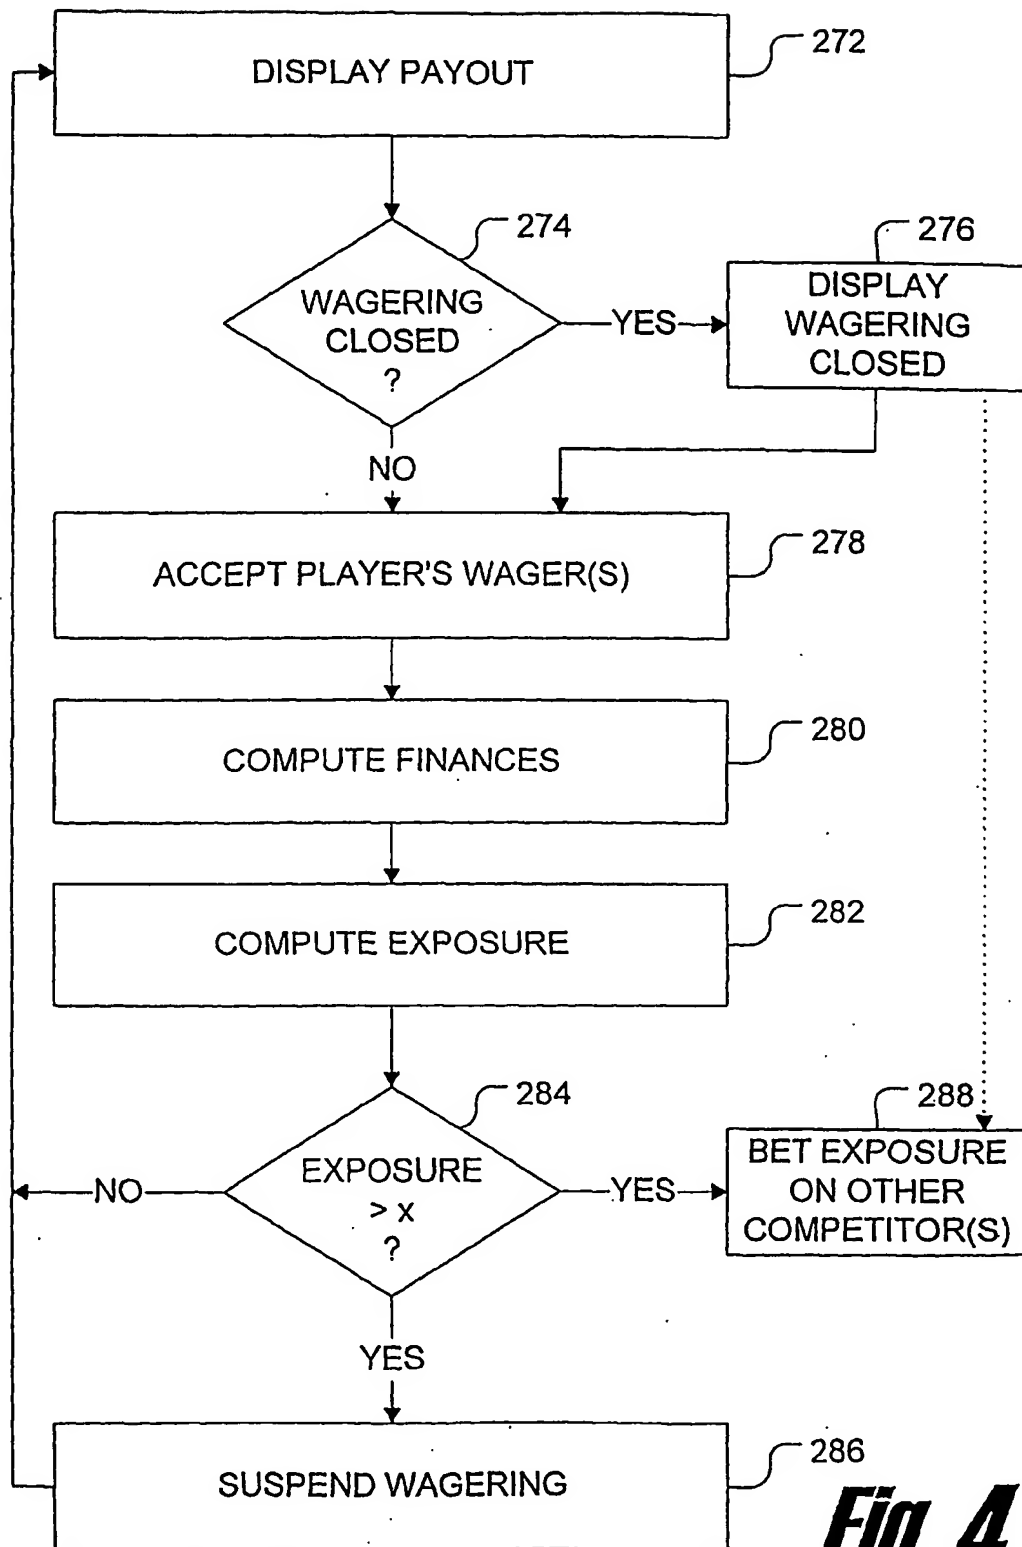 272
DISPLAY PAYOUT
274
WAGERING
CLOSED
?
YES
276
DISPLAY
WAGERING
CLOSED
NO
278
ACCEPT PLAYER'S WAGER(S)
280
COMPUTE FINANCES
282
COMPUTE EXPOSURE
284
EXPOSURE
> x
?
NO
YES
288
BET EXPOSURE
ON OTHER
COMPETITOR(S)
YES
286
SUSPEND WAGERING
Fig. 4